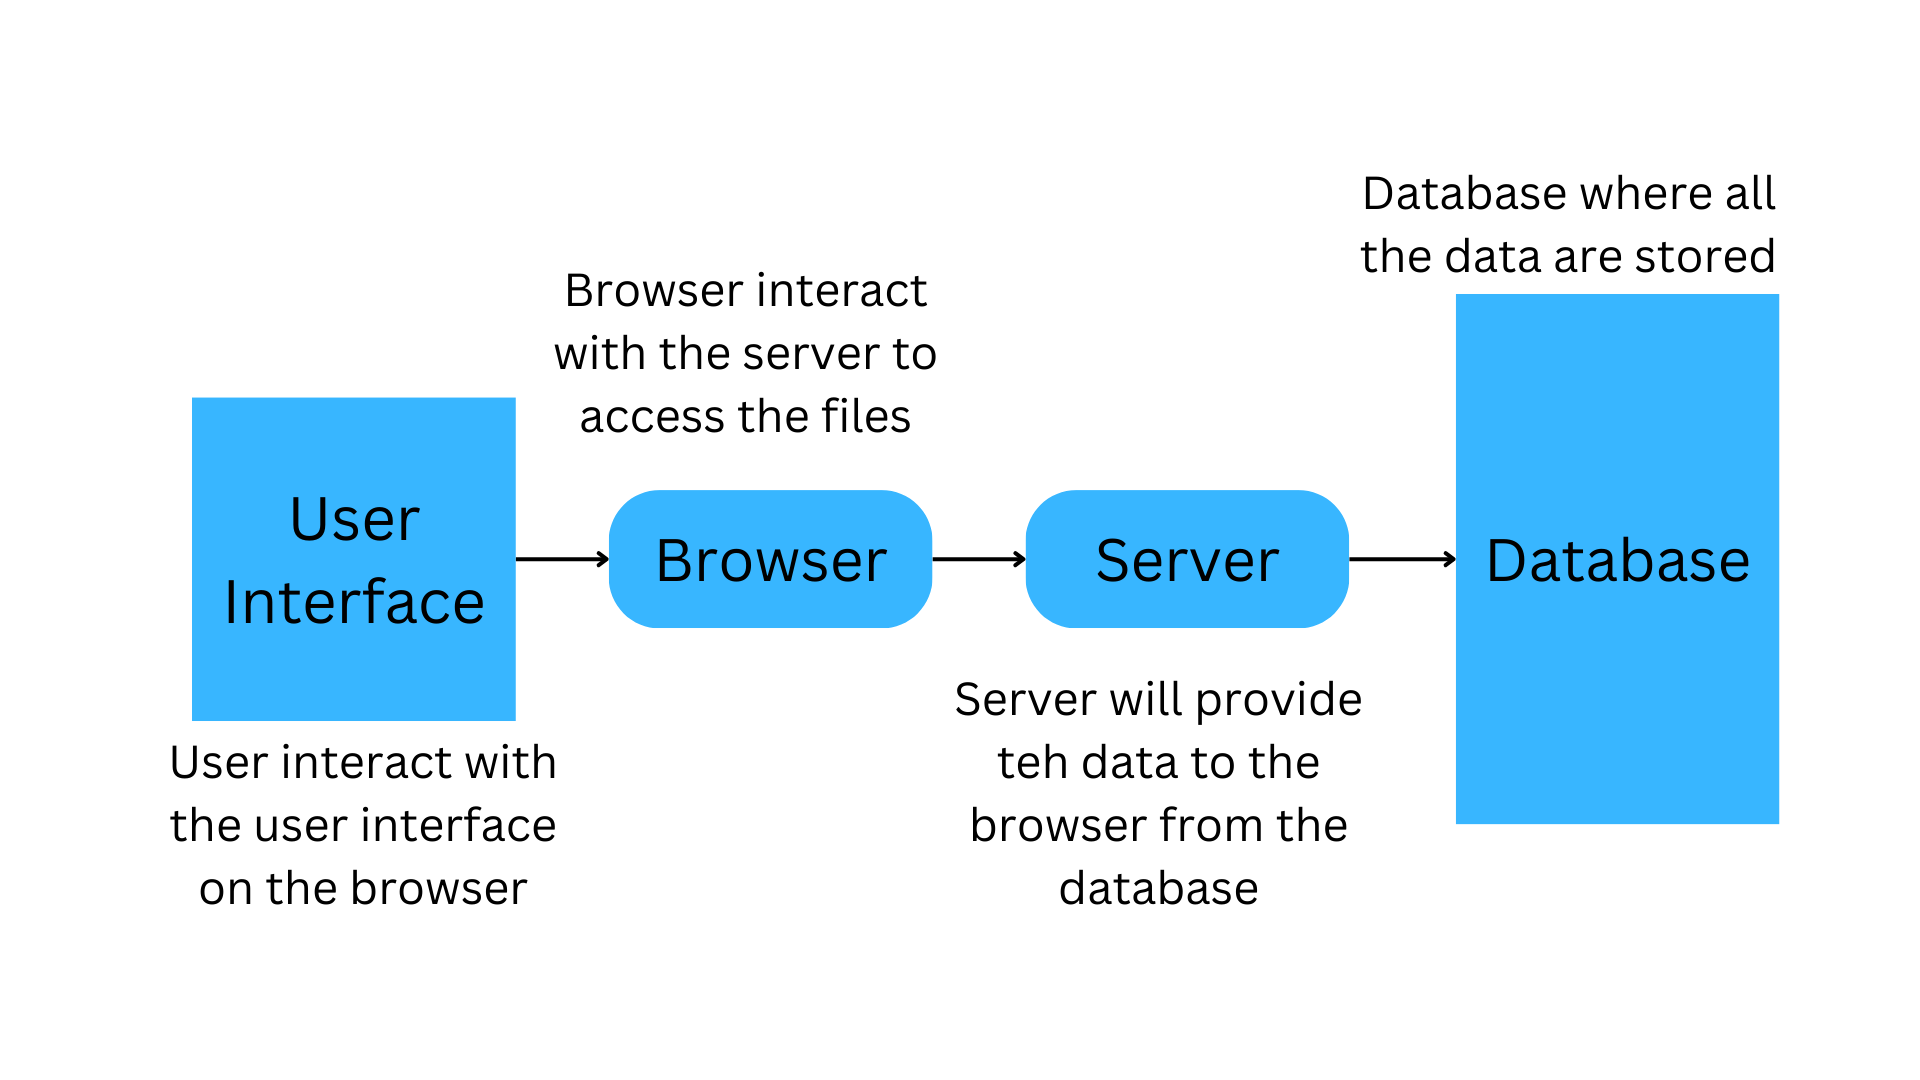 User
Interface
User interact with
the user interface
on the browser
Browser interact
with the server to
access the files
Browser
Server
Server will provide
teh data to the
browser from the
database
Database where all
the data are stored
Database